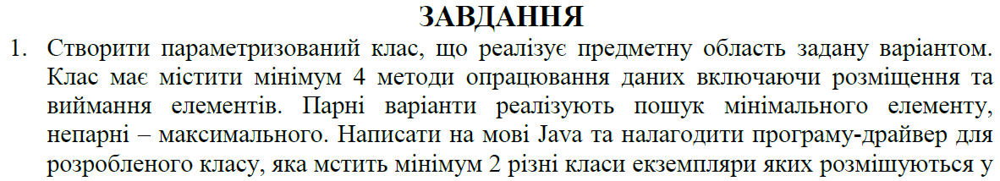 ЗАВДАННЯ
1. Створити параметризований клас, що реалізує предметну область задану варіантом.
Клас має містити мінімум 4 методи опрацювання даних включаючи розміщення та
виймання елементів. Парні варіанти реалізують пошук мінімального елементу,
непарні – максимального. Написати на мові Java та налагодити програму-драйвер для
розробленого класу, яка мстить мінімум 2 різні класи екземпляри яких розмішуються у